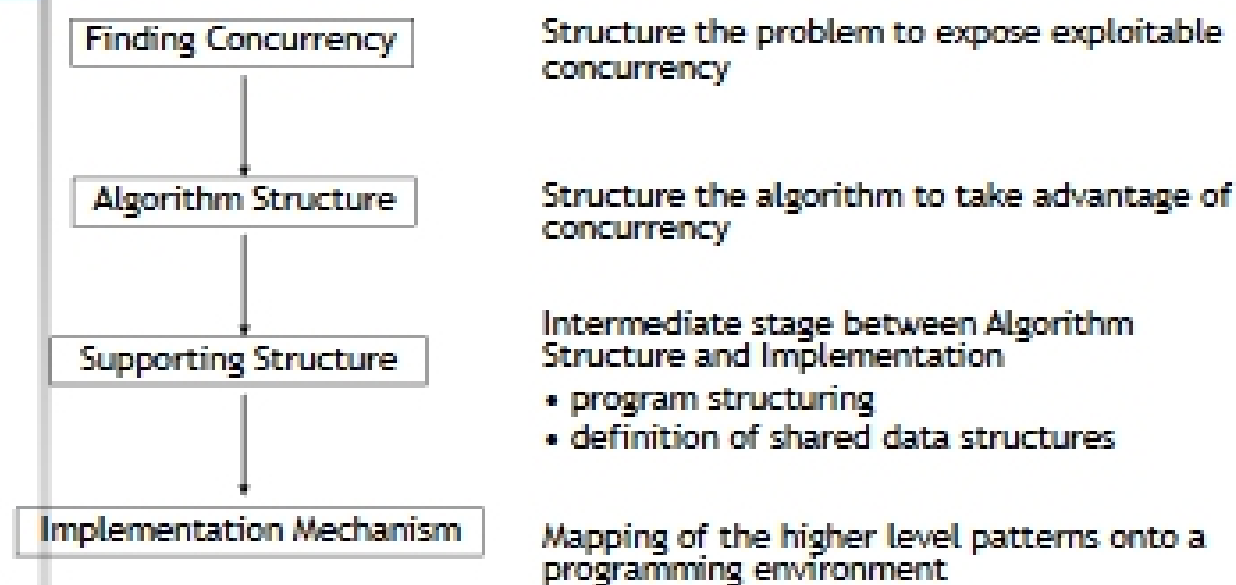 Finding Concurrency
Structure the problem to expose exploitable
concurrency
Algorithm Structure
Structure the algorithm to take advantage of
concurrency
Supporting Structure
Intermediate stage between Algorithm
Structure and Implementation
• program structuring
• definition of shared data structures
Implementation Mechanism
Mapping of the higher level patterns onto a
programming environment